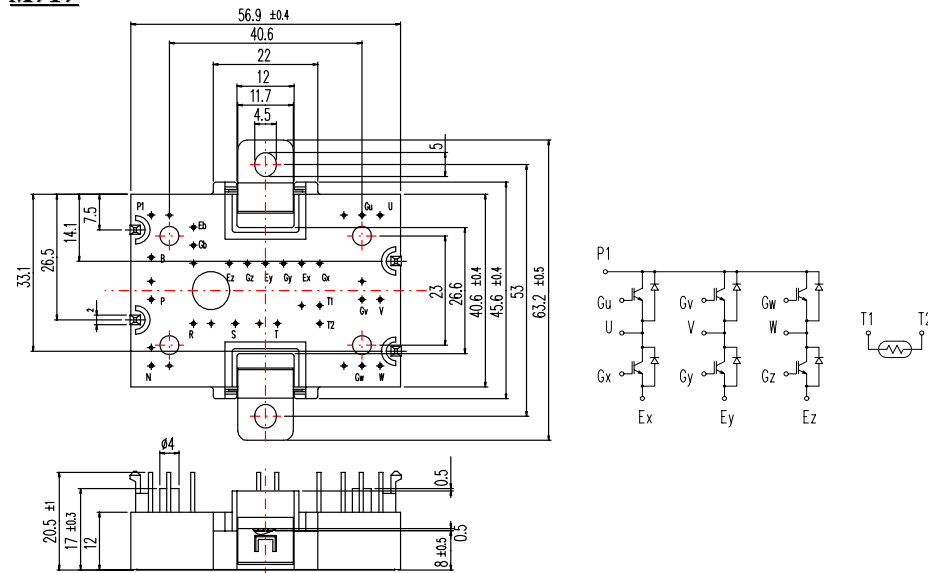 56.9 ±0.4
40.6
22
12
11.7
4.5
5
P1
Gu U
Eb
Gb
B
Ez Gz Ey Gy Ex Gx
P
T1
Gv V
R S T
T2
N
Gw W
7.5
14.1
26.5
33.1
2
23
26.6
40.6 ±0.4
45.6 ±0.4
53
63.2 ±0.5
P1
Gu Gv Gw
U V W
T1 T2
Gx Gy Gz
Ex Ey Ez
ø4
20.5 ±1
17 ±0.3
12
0.5
0.5
8 ±0.5